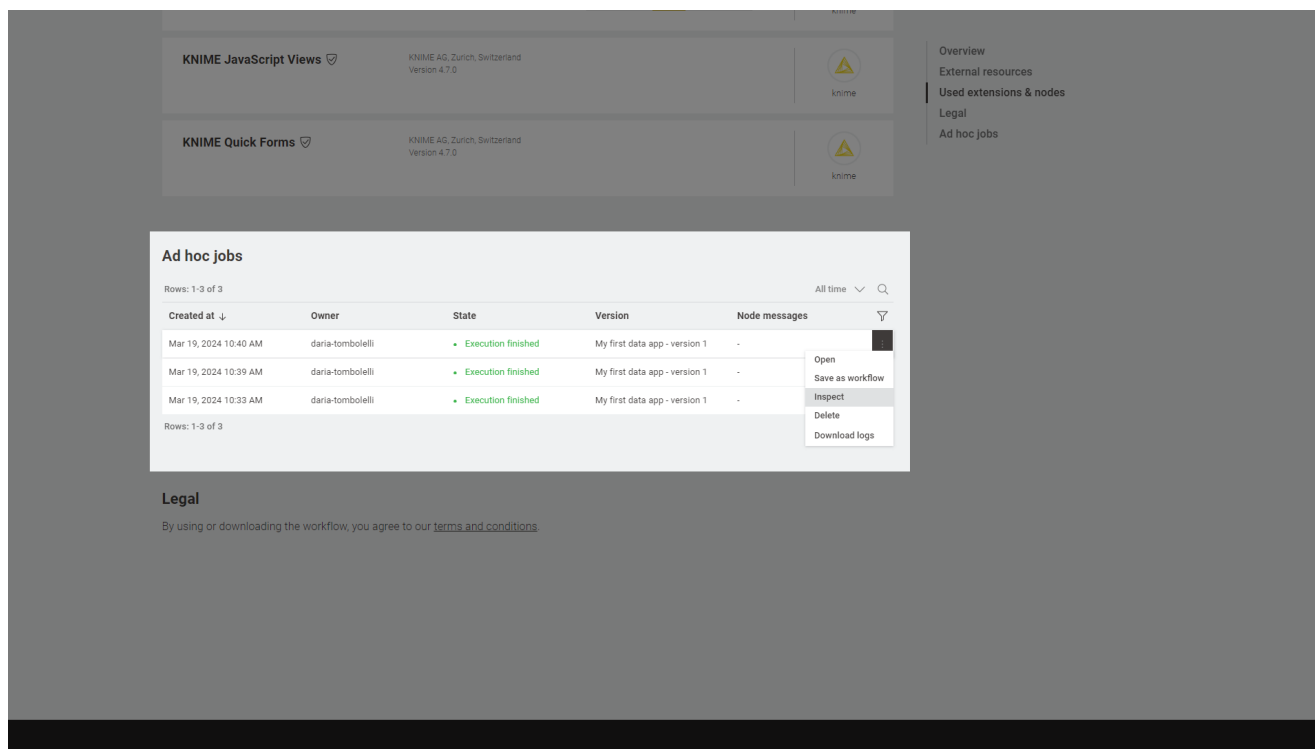 knime
KNIME JavaScript Views
KNIME AG, Zurich, Switzerland
Version 4.7.0
knime
KNIME Quick Forms
KNIME AG, Zurich, Switzerland
Version 4.7.0
knime
Overview
External resources
Used extensions & nodes
Legal
Ad hoc jobs
Ad hoc jobs
Rows: 1-3 of 3
All time
Created at ↓ Owner State Version Node messages
Mar 19, 2024 10:40 AM daria-tombolelli • Execution finished My first data app - version 1 -
Mar 19, 2024 10:39 AM daria-tombolelli • Execution finished My first data app - version 1 -
Mar 19, 2024 10:33 AM daria-tombolelli • Execution finished My first data app - version 1 -
Open
Save as workflow
Inspect
Delete
Download logs
Rows: 1-3 of 3
Legal
By using or downloading the workflow, you agree to our terms and conditions.